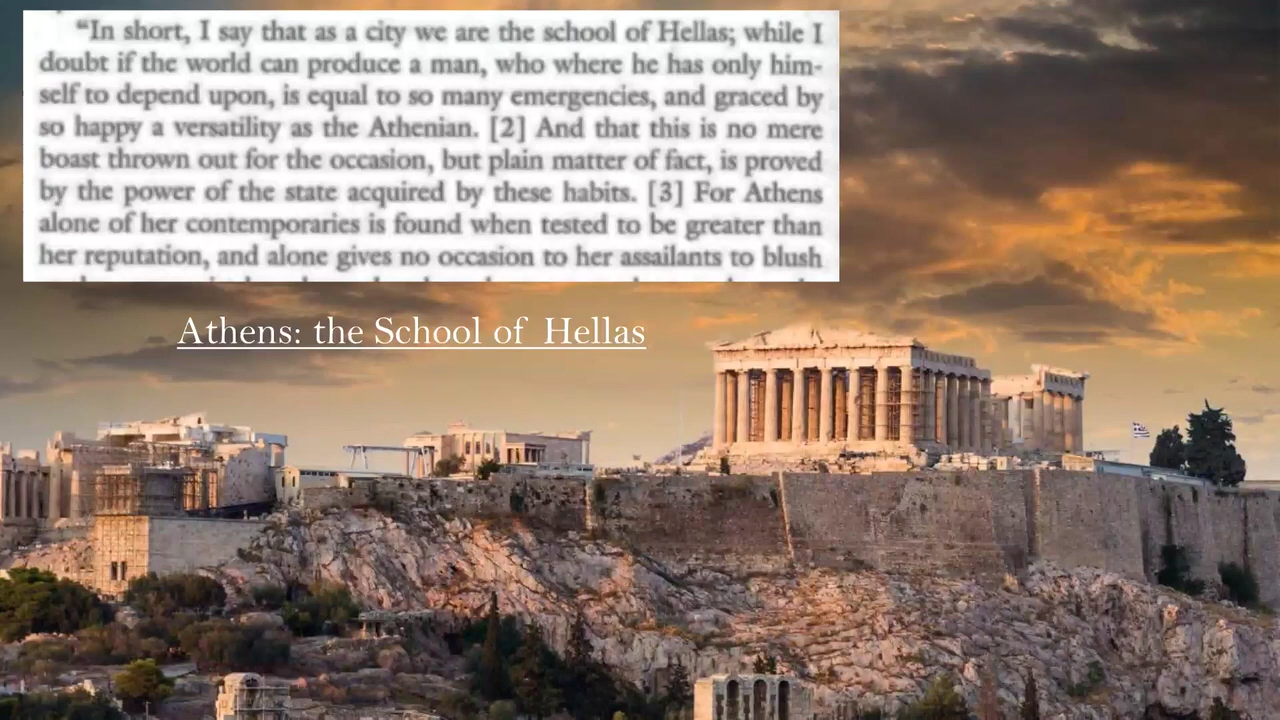 "In short, I say that as a city we are the school of Hellas; while I
doubt if the world can produce a man, who where he has only him-
self to depend upon, is equal to so many emergencies, and graced by
so happy a versatility as the Athenian. [2] And that this is no mere
boast thrown out for the occasion, but plain matter of fact, is proved
by the power of the state acquired by these habits. [3] For Athens
alone of her contemporaries is found when tested to be greater than
her reputation, and alone gives no occasion to her assailants to blush
Athens: the School of Hellas